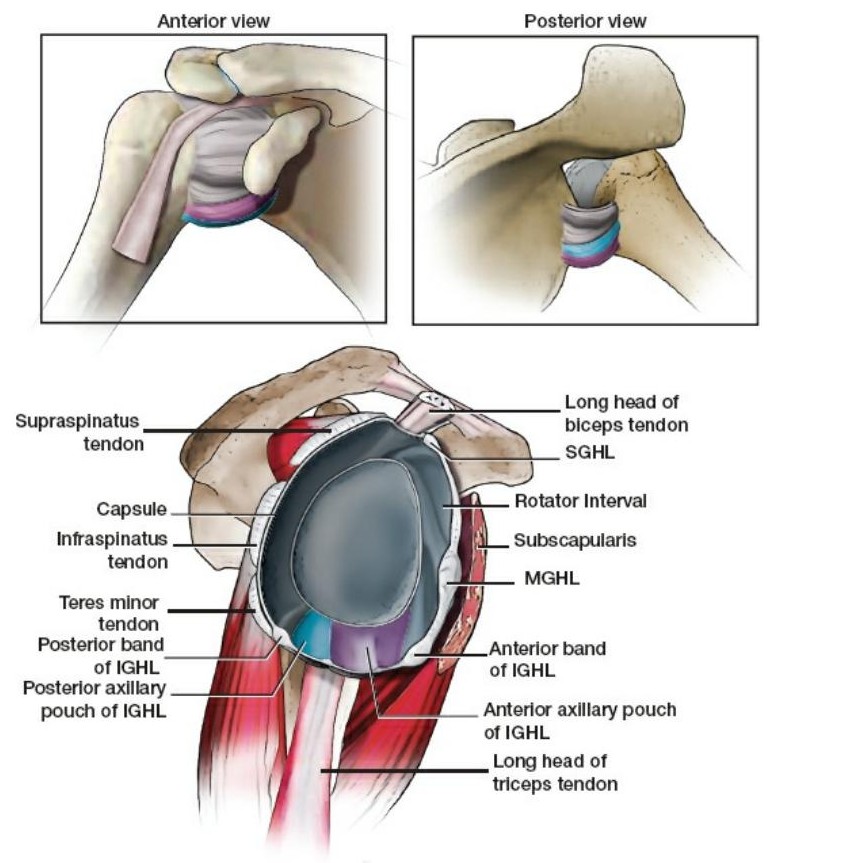 Anterior view
Posterior view
Supraspinatus
tendon
Capsule
Infraspinatus
tendon
Teres minor
tendon
Posterior band
of IGHL
Posterior axillary
pouch of IGHL
Long head of
biceps tendon
SGHL
Rotator Interval
Subscapularis
MGHL
Anterior band
of IGHL
Anterior axillary pouch
of IGHL
Long head of
triceps tendon